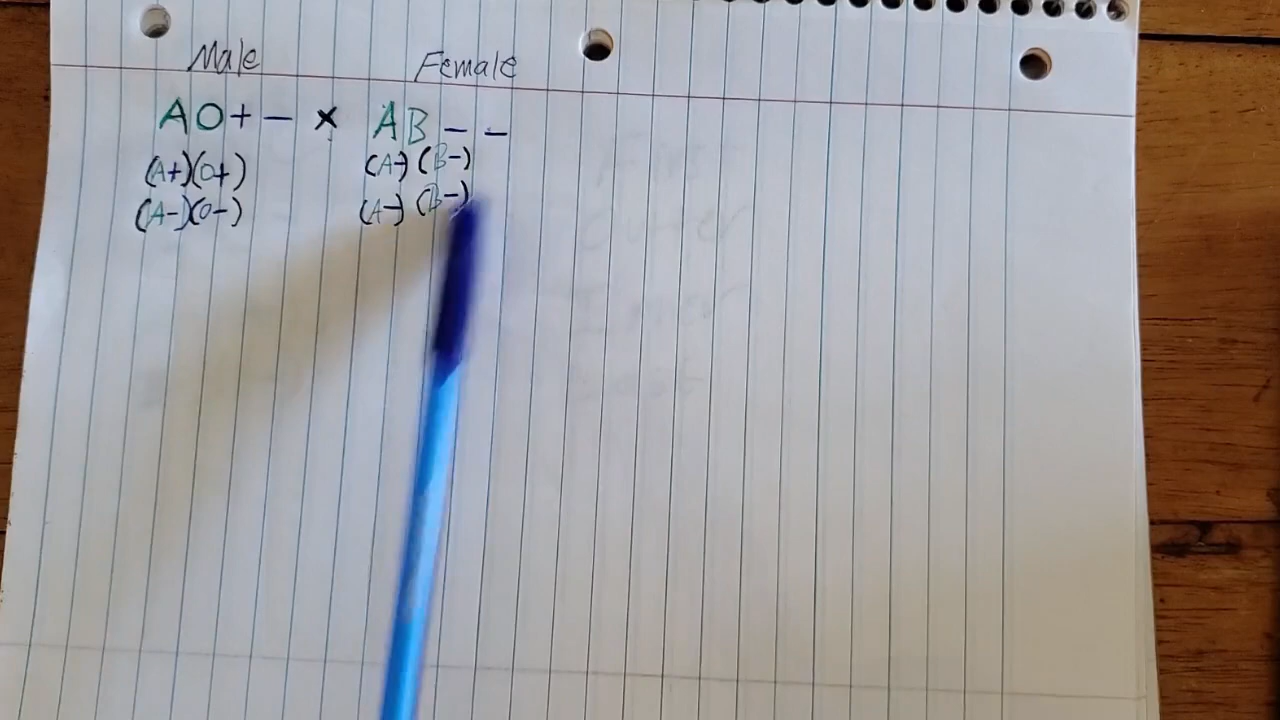 Male Female
AO+- × AB--
(A+)(O+) (A-)(B-)
(A-)(O-) (A-)(B-)